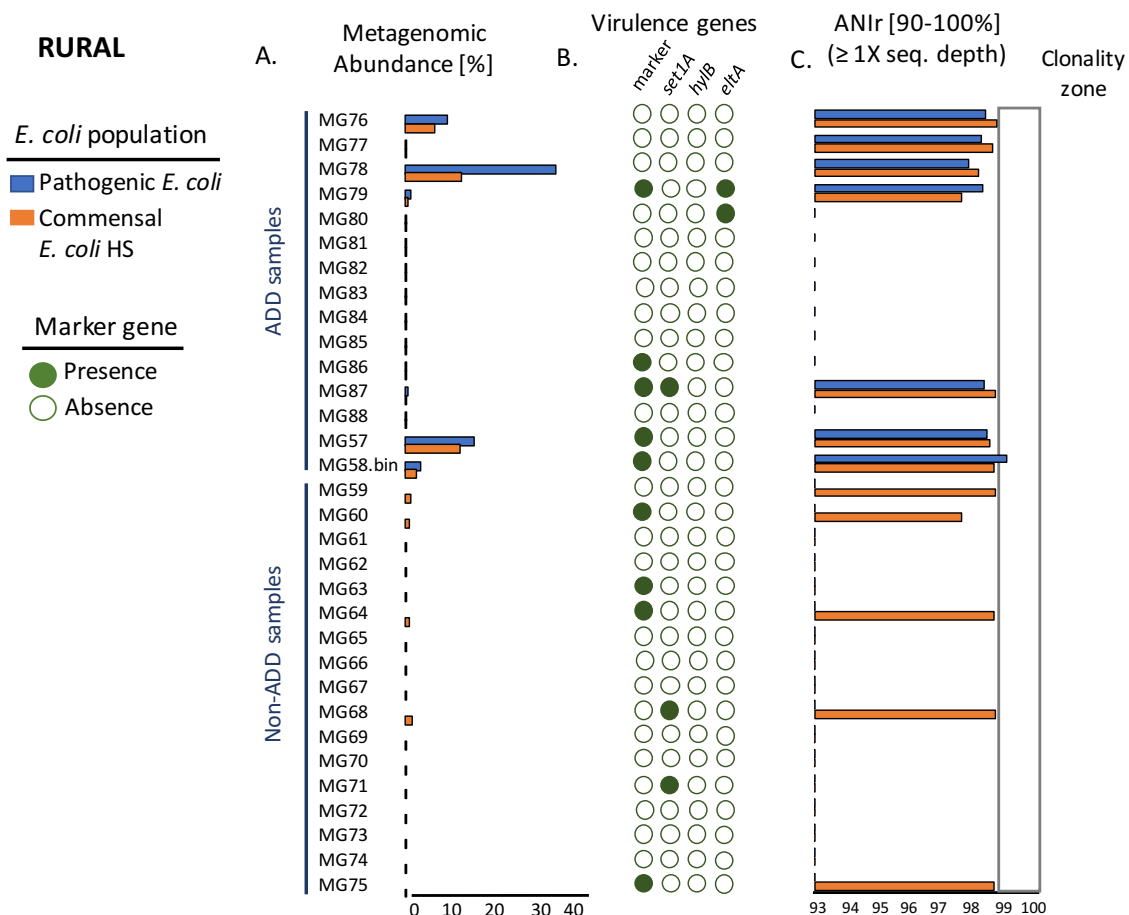 RURAL
E. coli population
Pathogenic E. coli
Commensal
E. coli HS
Marker gene
Presence
Absence
A.
Metagenomic
Abundance [%]
B.
Virulence genes
marker
set1A
hylB
eltA
C.
ANIr [90-100%]
(≥ 1X seq. depth)
Clonality
zone
ADD samples
MG76
MG77
MG78
MG79
MG80
MG81
MG82
MG83
MG84
MG85
MG86
MG87
MG88
MG57
MG58.bin
Non-ADD samples
MG59
MG60
MG61
MG62
MG63
MG64
MG65
MG66
MG67
MG68
MG69
MG70
MG71
MG72
MG73
MG74
MG75
0 10 20 30 40
93 94 95 96 97 98 99 100